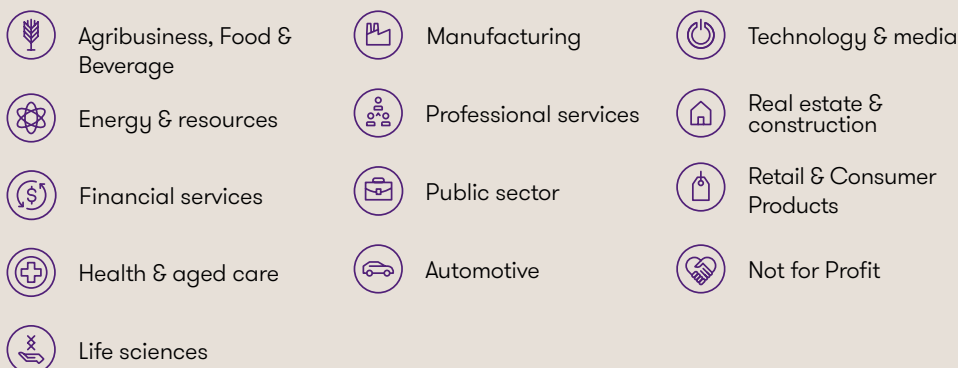 Agribusiness, Food &
Beverage
Energy & resources
Financial services
Health & aged care
Life sciences
Manufacturing
Professional services
Public sector
Automotive
Technology & media
Real estate &
construction
Retail & Consumer
Products
Not for Profit